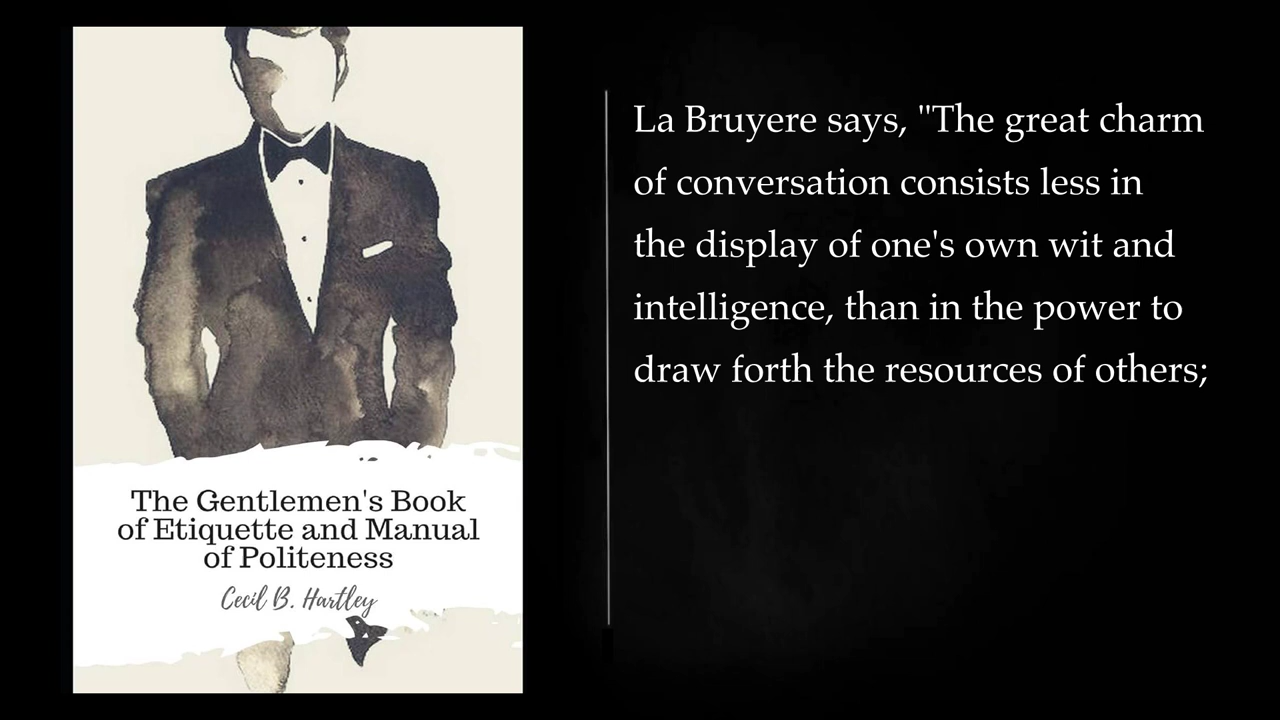 The Gentlemen's Book
of Etiquette and Manual
of Politeness
Cecil B. Hartley
La Bruyere says, "The great charm
of conversation consists less in
the display of one's own wit and
intelligence, than in the power to
draw forth the resources of others;